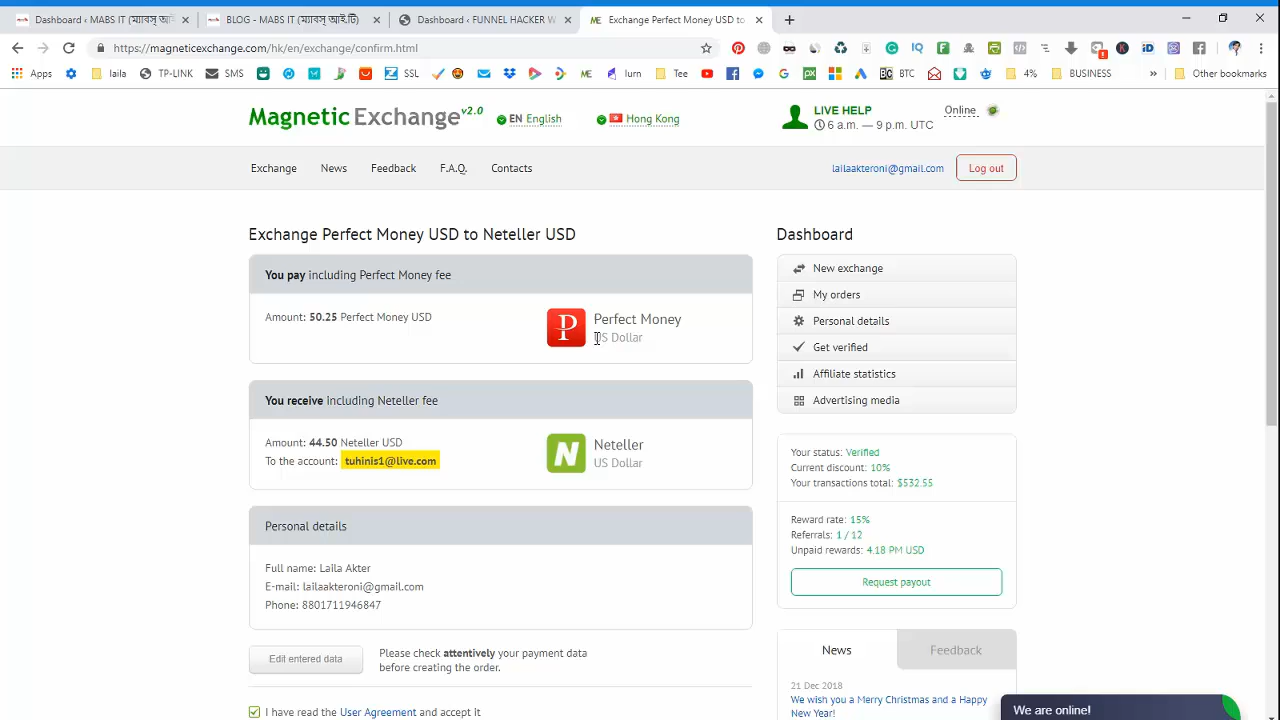 Dashboard ‹ MABS IT (ম্যাবস্ আই
BLOG - MABS IT (ম্যাবস্ আই.টি)
Dashboard ‹ FUNNEL HACKER W
Exchange Perfect Money USD to
https://magneticexchange.com/hk/en/exchange/confirm.html
Apps
laila
TP-LINK
SMS
SSL
lurn
Tee
BTC
4%
BUSINESS
Other bookmarks
Magnetic Exchange v2.0
EN English
Hong Kong
LIVE HELP
6 a.m. — 9 p.m. UTC
Online
Exchange
News
Feedback
F.A.Q.
Contacts
lailaakteroni@gmail.com
Log out
Exchange Perfect Money USD to Neteller USD
You pay including Perfect Money fee
Amount: 50.25 Perfect Money USD
Perfect Money
US Dollar
You receive including Neteller fee
Amount: 44.50 Neteller USD
To the account: tuhinis1@live.com
Neteller
US Dollar
Personal details
Full name: Laila Akter
E-mail: lailaakteroni@gmail.com
Phone: 8801711946847
Edit entered data
Please check attentively your payment data
before creating the order.
I have read the User Agreement and accept it
Dashboard
New exchange
My orders
Personal details
Get verified
Affiliate statistics
Advertising media
Your status: Verified
Current discount: 10%
Your transactions total: $532.55
Reward rate: 15%
Referrals: 1 / 12
Unpaid rewards: 4.18 PM USD
Request payout
News
Feedback
21 Dec 2018
We wish you a Merry Christmas and a Happy
New Year!
We are online!